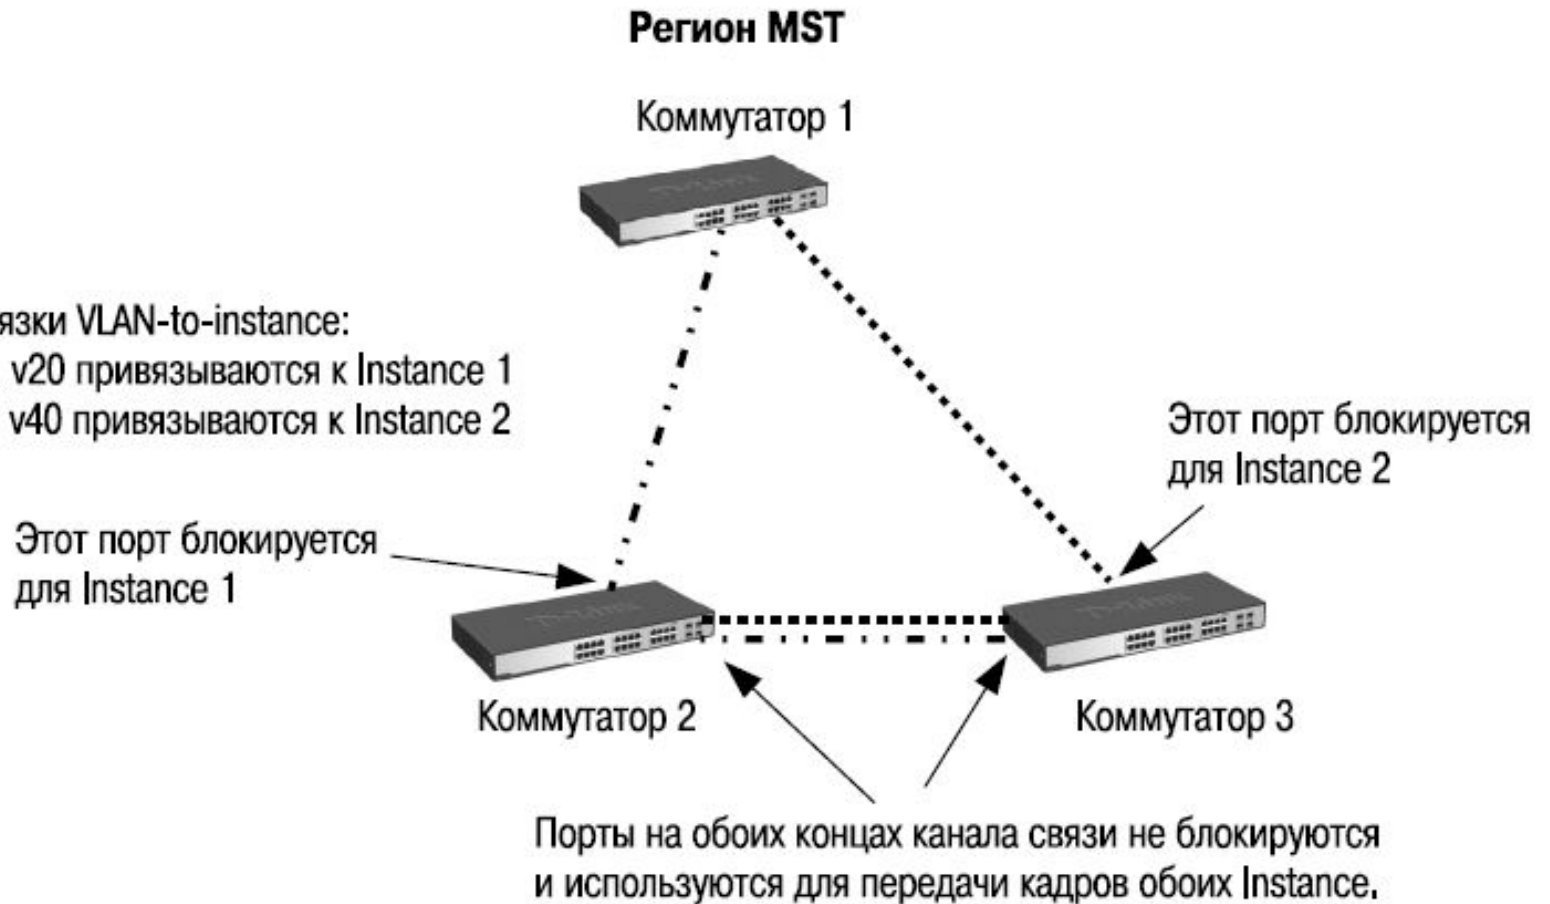 Регион MST
Коммутатор 1
язки VLAN-to-instance:
v20 привязываются к Instance 1
v40 привязываются к Instance 2
Этот порт блокируется
для Instance 2
Этот порт блокируется
для Instance 1
Коммутатор 2
Коммутатор 3
Порты на обоих концах канала связи не блокируются
и используются для передачи кадров обоих Instance.